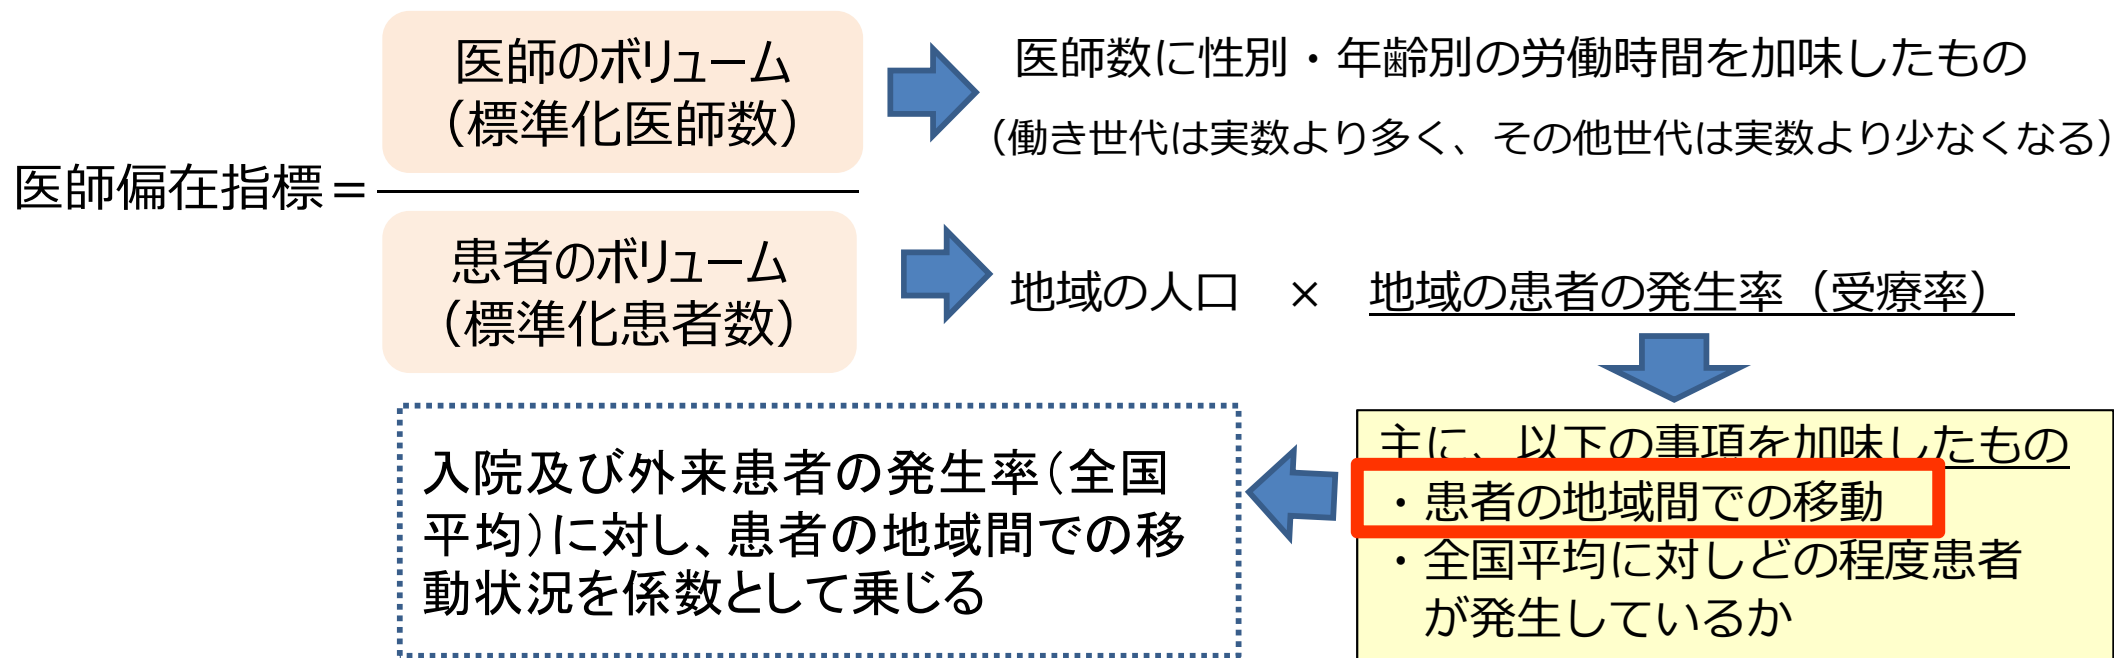 医師のボリューム
（標準化医師数）
医師数に性別・年齢別の労働時間を加味したもの
（働き世代は実数より多く、その他世代は実数より少なくなる）
医師偏在指標＝
患者のボリューム
（標準化患者数）
地域の人口　×　地域の患者の発生率（受療率）
主に、以下の事項を加味したもの
・患者の地域間での移動
・全国平均に対しどの程度患者
が発生しているか
入院及び外来患者の発生率（全国
平均）に対し、患者の地域間での移
動状況を係数として乗じる